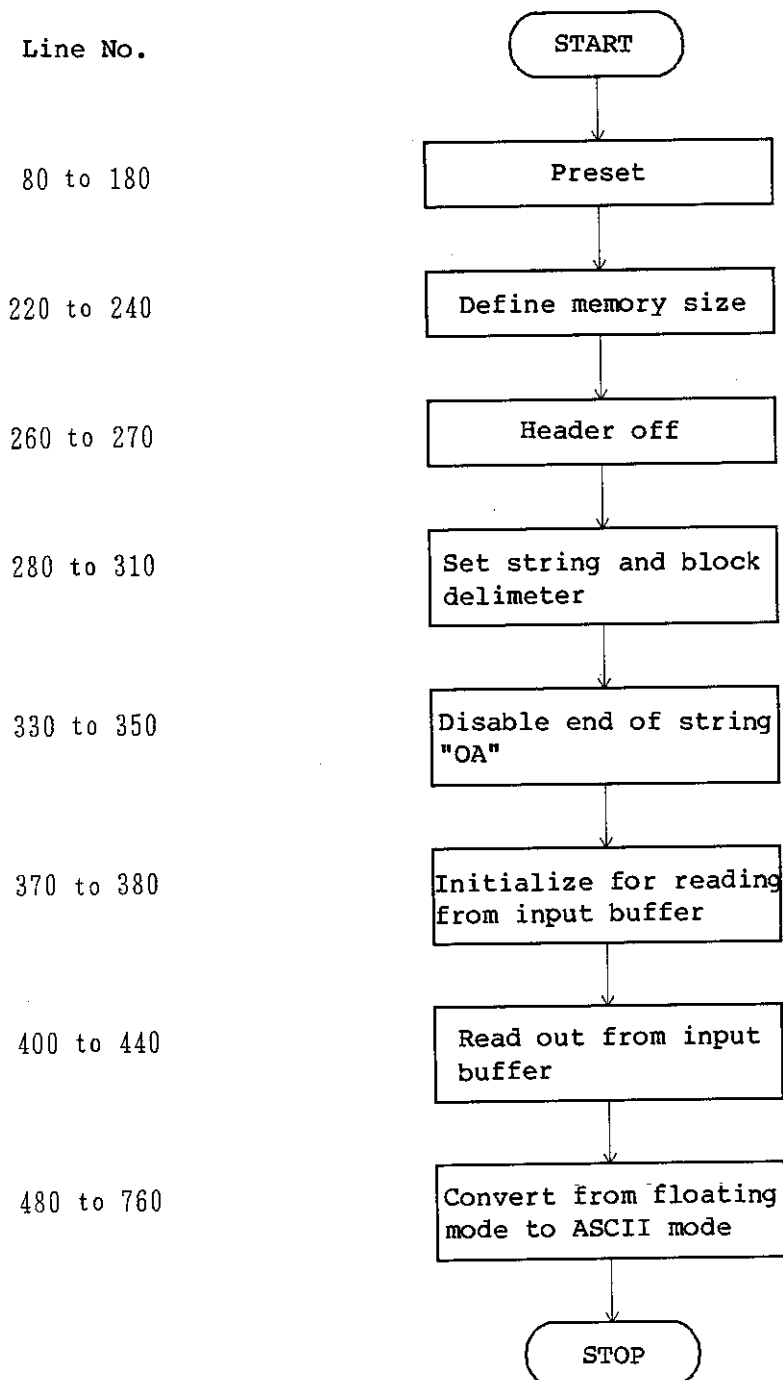 Line No.
START
80 to 180
Preset
220 to 240
Define memory size
260 to 270
Header off
280 to 310
Set string and block
delimeter
330 to 350
Disable end of string
"OA"
370 to 380
Initialize for reading
from input buffer
400 to 440
Read out from input
buffer
480 to 760
Convert from floating
mode to ASCII mode
STOP